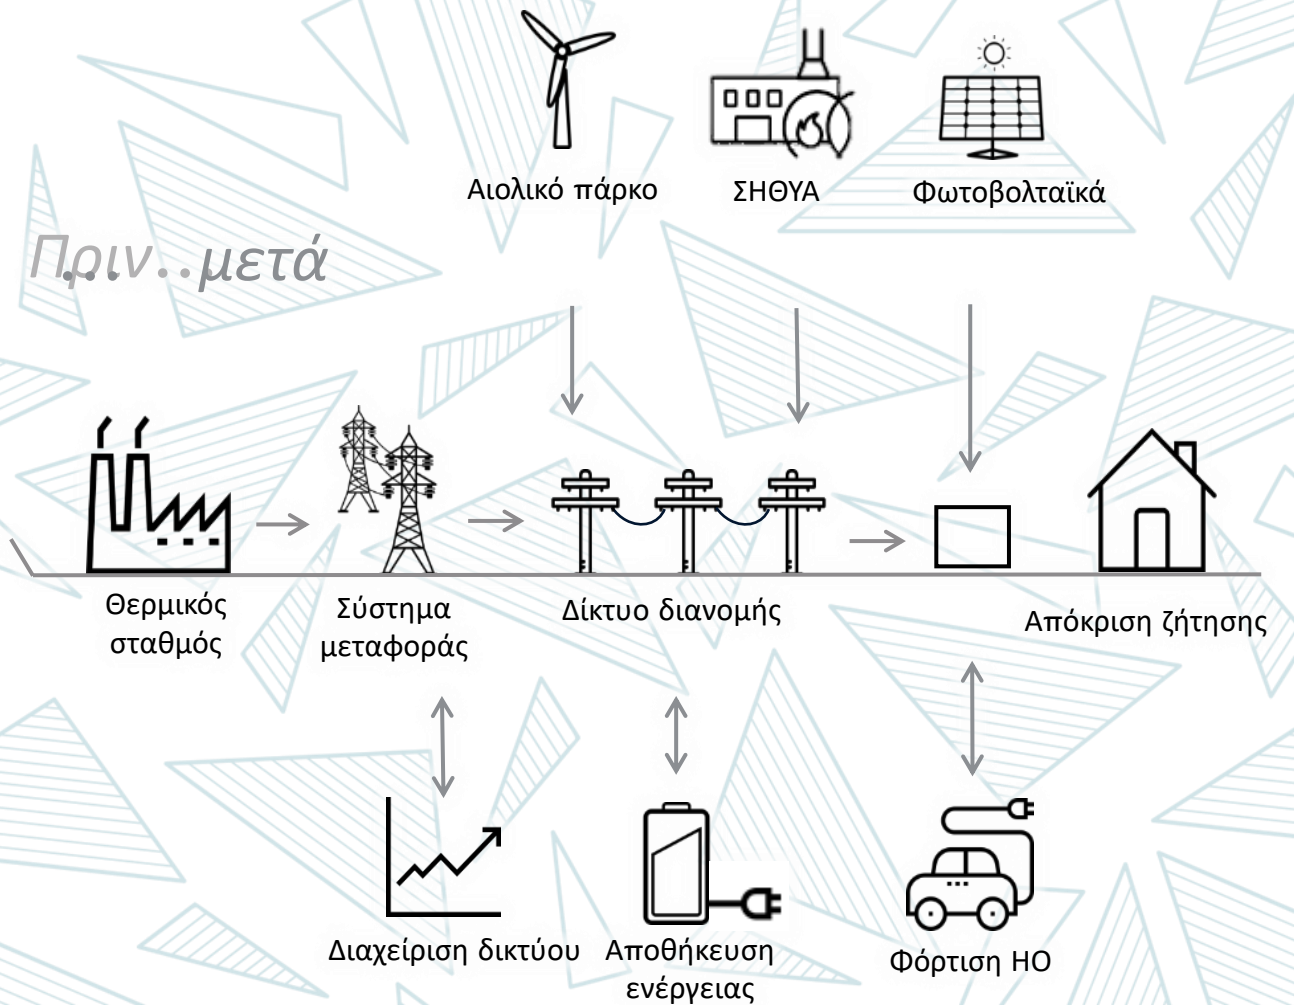 Αιολικό πάρκο
ΣΗΘΥΑ
Φωτοβολταϊκά
Πριν...
...μετά
Θερμικός
σταθμός
Σύστημα
μεταφοράς
Δίκτυο διανομής
Απόκριση ζήτησης
Διαχείριση δικτύου
Αποθήκευση
ενέργειας
Φόρτιση ΗΟ